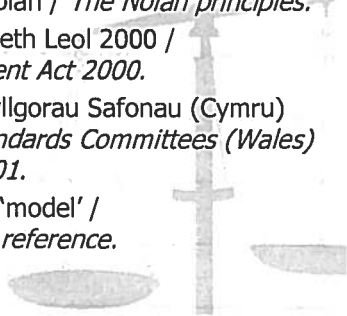 olan / The Nolan principles.
eth Leol 2000 /
ent Act 2000.
llgorau Safonau (Cymru)
ndards Committees (Wales)
01.
'model' /
reference.